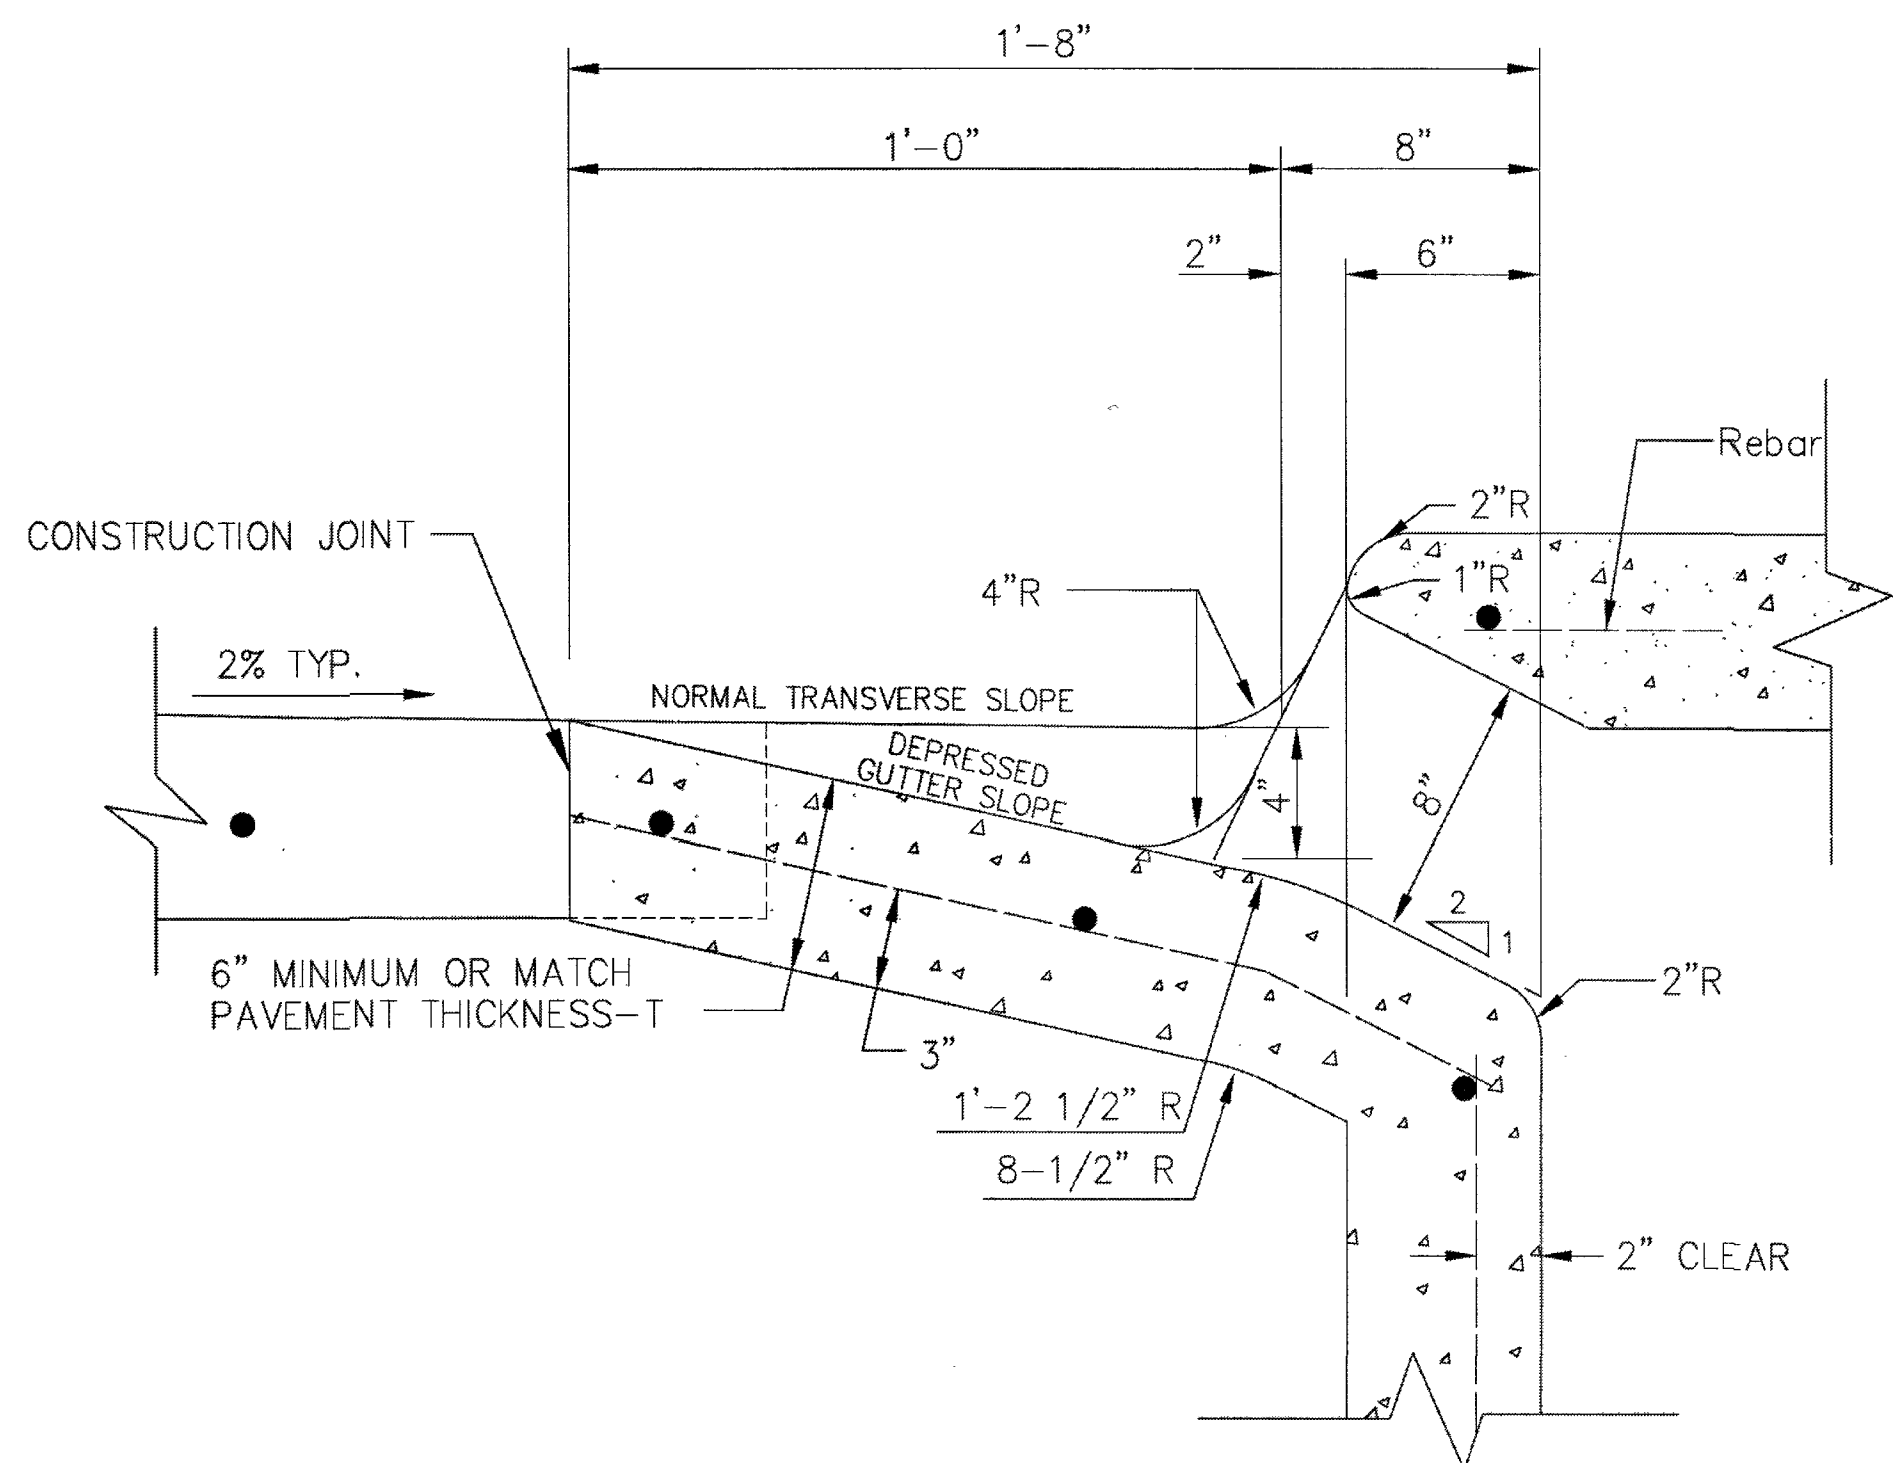 1'-8"
1'-0"
8"
2"
6"
Rebar
2"R
CONSTRUCTION JOINT
4"R
1"R
2% TYP.
NORMAL TRANSVERSE SLOPE
DEPRESSED
GUTTER SLOPE
4"
8"
2
1
6" MINIMUM OR MATCH
PAVEMENT THICKNESS-T
2"R
3"
1'-2 1/2" R
8-1/2" R
2" CLEAR